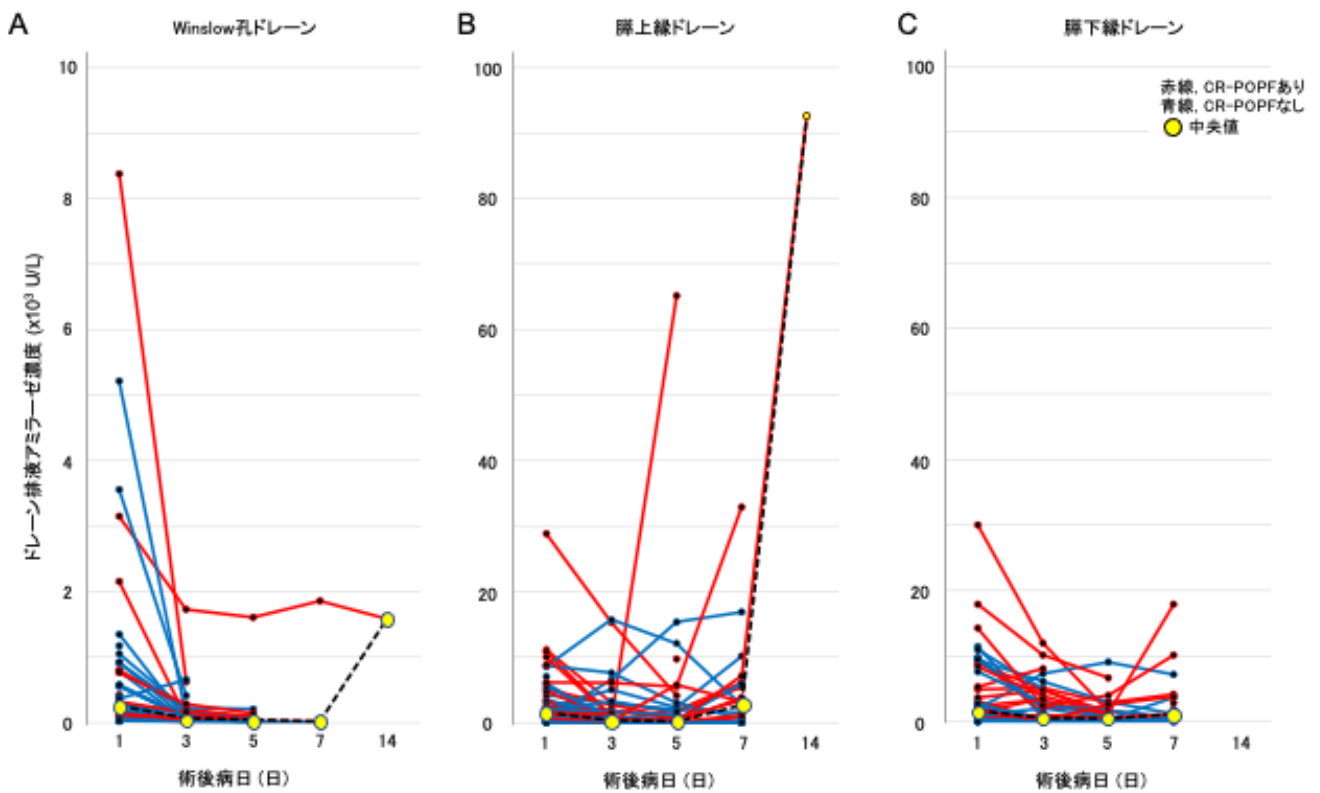 A
Winslow孔ドレーン
B
膵上縁ドレーン
C
膵下縁ドレーン
ドレーン排液アミラーゼ濃度 (x10³ U/L)
10
8
6
4
2
0
1
3
5
7
14
術後病日 (日)
100
80
60
40
20
0
1
3
5
7
14
術後病日 (日)
100
80
60
40
20
0
1
3
5
7
14
術後病日 (日)
赤線, CR-POPFあり
青線, CR-POPFなし
中央値